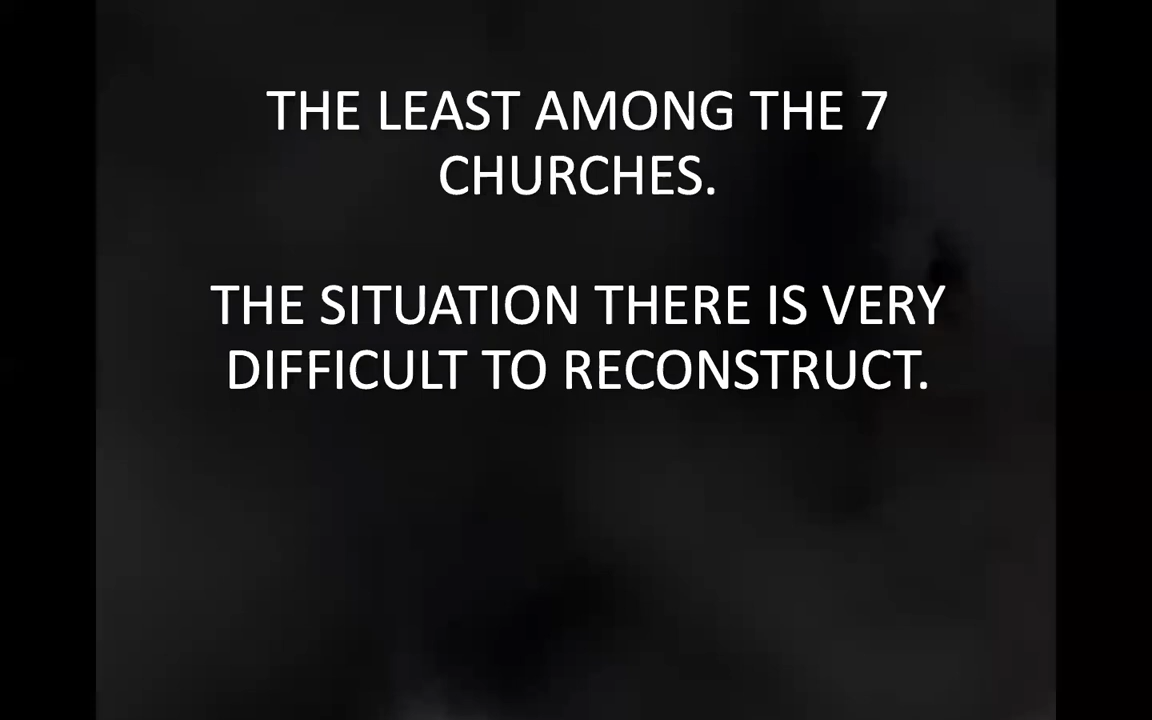 THE LEAST AMONG THE 7
CHURCHES.
THE SITUATION THERE IS VERY
DIFFICULT TO RECONSTRUCT.